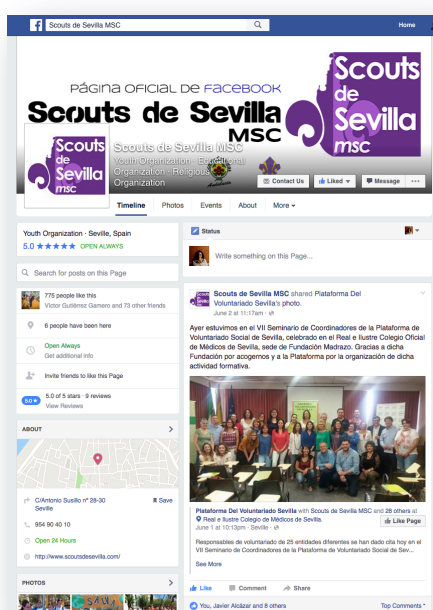 Scouts de Sevilla MSC
Home
PÁGINA OFICIAL DE FACEBOOK
Scouts de Sevilla
MSC
Scouts
de
Sevilla
msc
Scouts
de
Sevilla
msc
Scouts de Sevilla MSC
Youth Organization · Educational
Organization · Religious
Organization
Contact Us
Liked
Message
Timeline
Photos
Events
About
More
Youth Organization · Seville, Spain
5.0 ★★★★★ OPEN ALWAYS
Search for posts on this Page
775 people like this
Victor Gutiérrez Gamero and 73 other friends
6 people have been here
Open Always
Get additional info
Invite friends to like this Page
5.0 ★
5.0 of 5 stars · 9 reviews
View Reviews
ABOUT
C/Antonio Susillo nº 28-30
Seville
Save
954 90 40 10
Open 24 Hours
http://www.scoutsdesevilla.com/
PHOTOS
Status
Write something on this Page...
Scouts de Sevilla MSC shared Plataforma Del
Voluntariado Sevilla's photo.
June 2 at 11:17am ·
Ayer estuvimos en el VII Seminario de Coordinadores de la Plataforma de
Voluntariado Social de Sevilla, celebrado en el Real e Ilustre Colegio Oficial
de Médicos de Sevilla, sede de Fundación Madrazo. Gracias a dicha
Fundación por acogernos y a la Plataforma por la organización de dicha
actividad formativa.
Plataforma Del Voluntariado Sevilla with Scouts de Sevilla MSC and 28 others at
Real e Ilustre Colegio de Médicos de Sevilla.
June 1 at 10:13pm · Seville ·
Like Page
Responsables de voluntariado de 25 entidades diferentes se han dado cita hoy en el
VII Seminario de Coordinadores de la Plataforma de Voluntariado Social de Sev...
See More
Like
Comment
Share
You, Javier Alcázar and 8 others
Top Comments